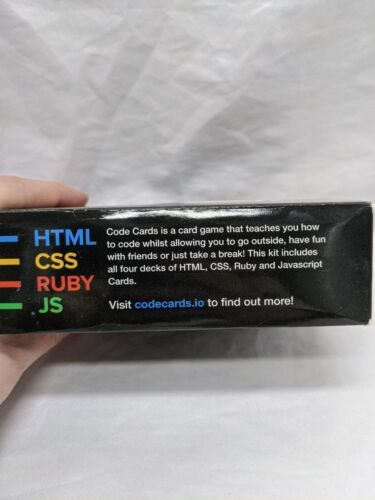 HTML
CSS
RUBY
.JS
Code Cards is a card game that teaches you how
to code whilst allowing you to go outside, have fun
with friends or just take a break! This kit includes
all four decks of HTML, CSS, Ruby and Javascript
Cards.
Visit codecards.io to find out more!